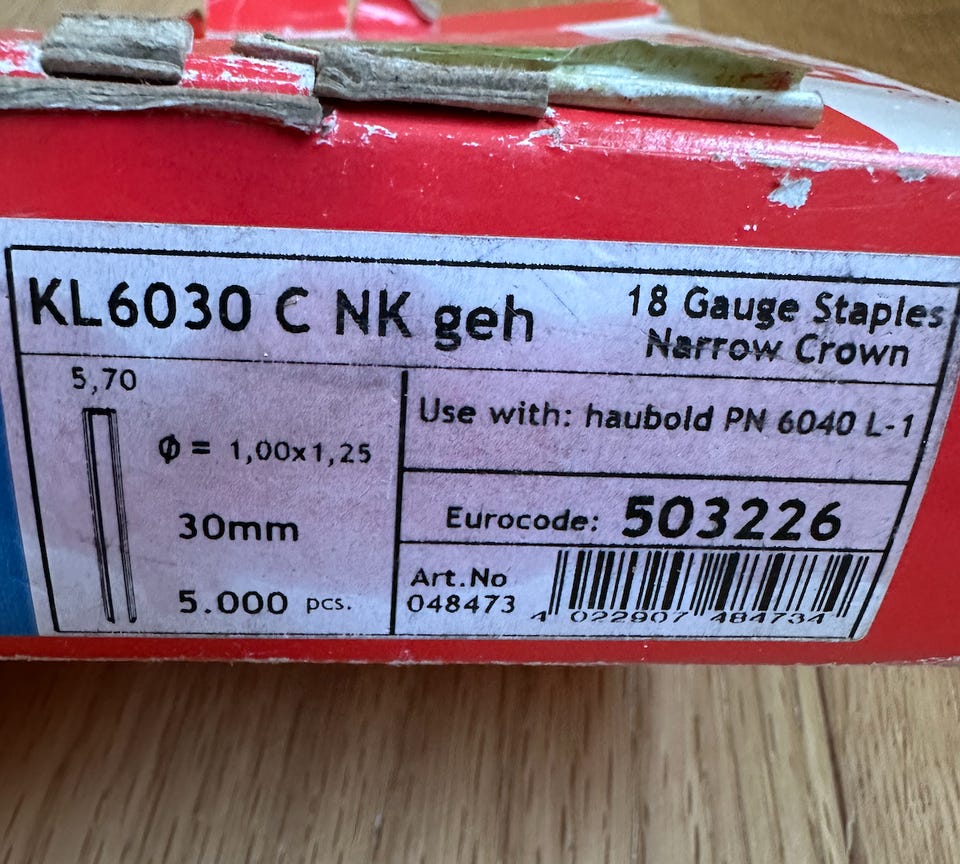 KL6030 C NK geh
18 Gauge Staples
Narrow Crown
5,70
Φ = 1,00x1,25
30mm
5.000 pcs.
Use with: haubold PN 6040 L-1
Eurocode: 503226
Art.No
048473
4 022907 484734